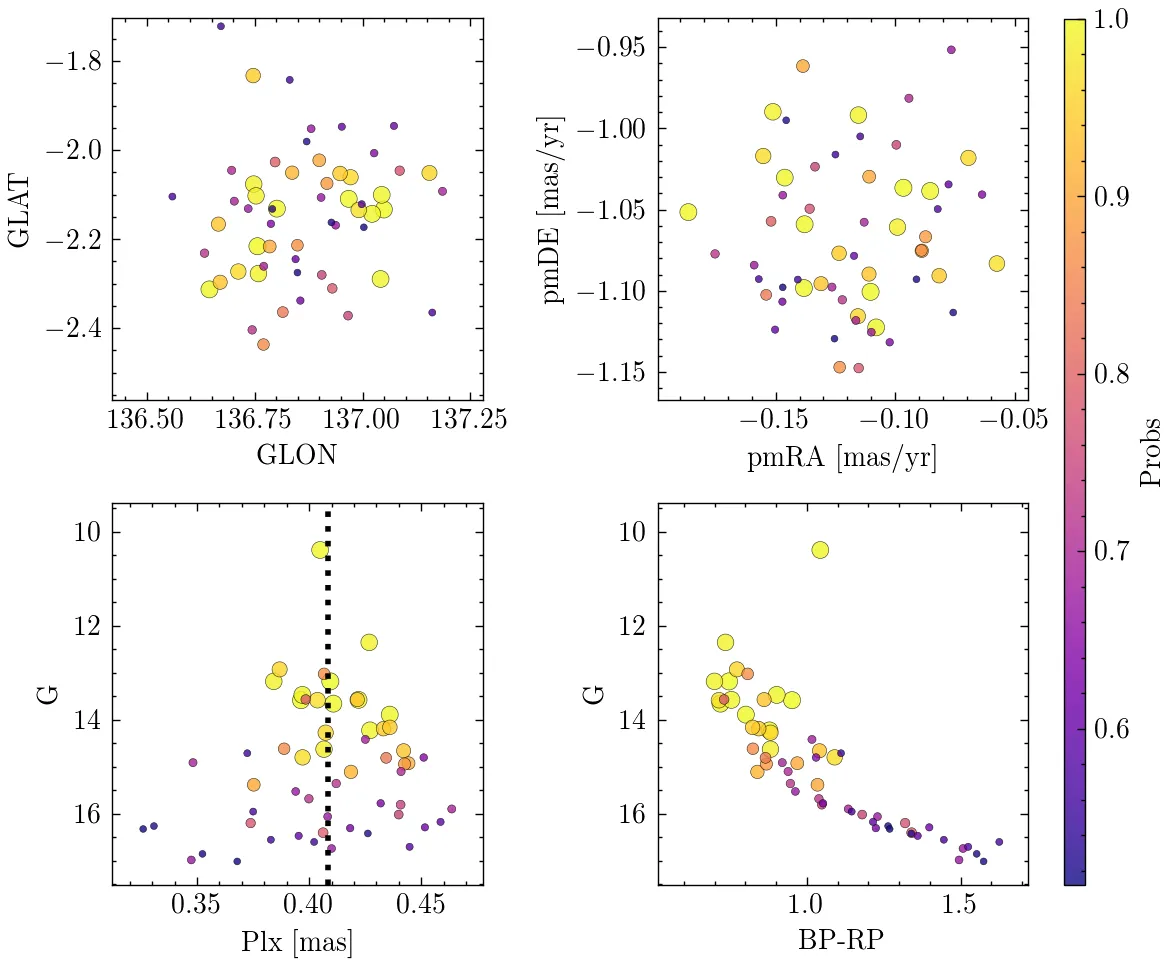 −1.8
−2.0
−2.2
−2.4
GLAT
136.50 136.75 137.00 137.25
GLON
−0.95
−1.00
−1.05
−1.10
−1.15
pmDE [mas/yr]
−0.15 −0.10 −0.05
pmRA [mas/yr]
10
12
14
16
G
0.35 0.40 0.45
Plx [mas]
10
12
14
16
G
1.0 1.5
BP-RP
1.0
0.9
0.8
0.7
0.6
Probs